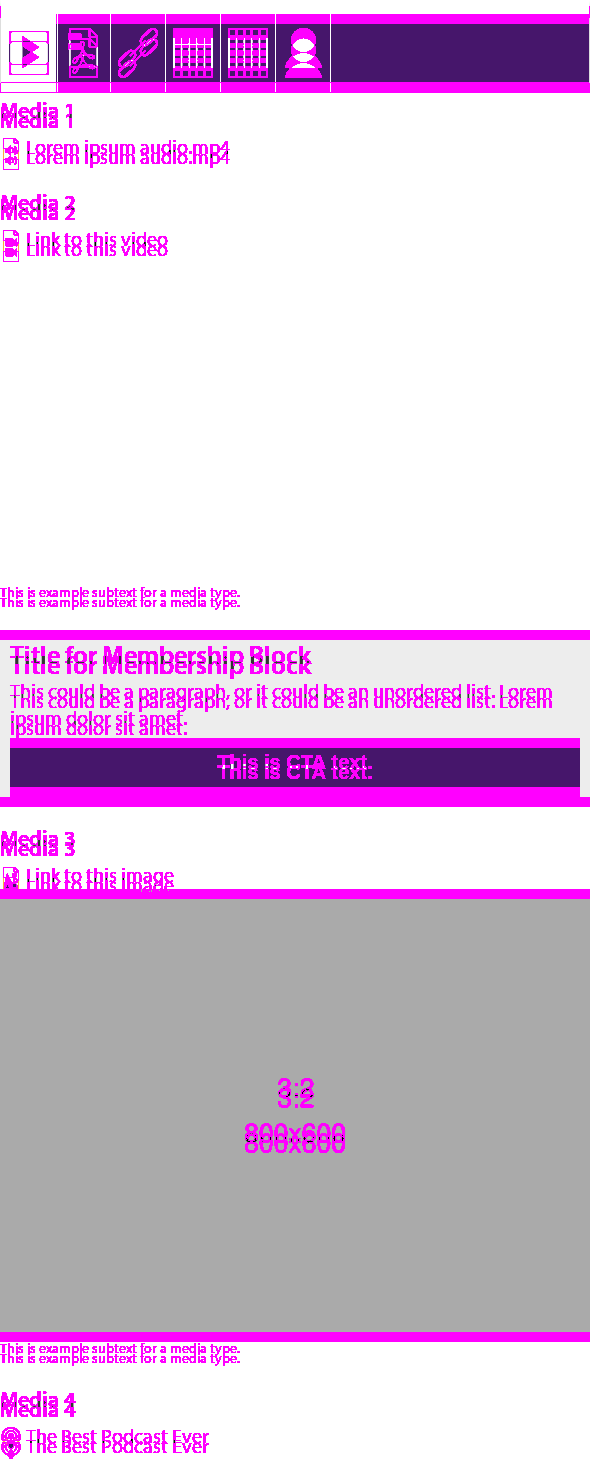 Media 1
Lorem ipsum audio.mp4
Media 2
Link to this video
This is example subtext for a media type.
Title for Membership Block
This could be a paragraph, or it could be an unordered list. Lorem
ipsum dolor sit amet.
This is CTA text.
Media 3
Link to this image
3:2
800x600
This is example subtext for a media type.
Media 4
The Best Podcast Ever